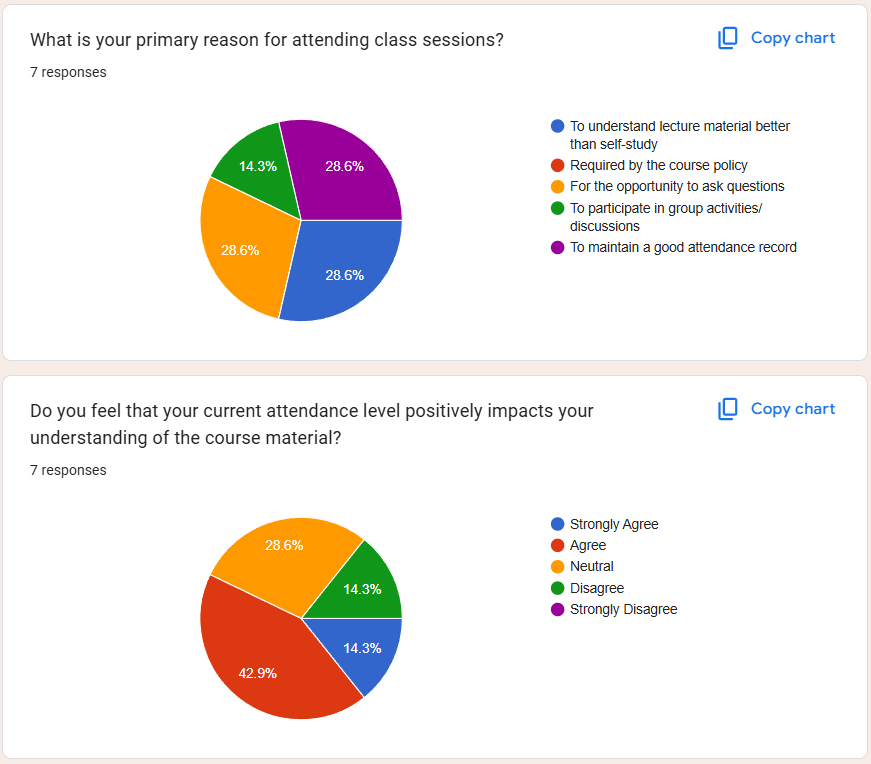 What is your primary reason for attending class sessions?
Copy chart
7 responses
14.3%
28.6%
28.6%
28.6%
To understand lecture material better
than self-study
Required by the course policy
For the opportunity to ask questions
To participate in group activities/
discussions
To maintain a good attendance record
Do you feel that your current attendance level positively impacts your
understanding of the course material?
Copy chart
7 responses
28.6%
14.3%
14.3%
42.9%
Strongly Agree
Agree
Neutral
Disagree
Strongly Disagree